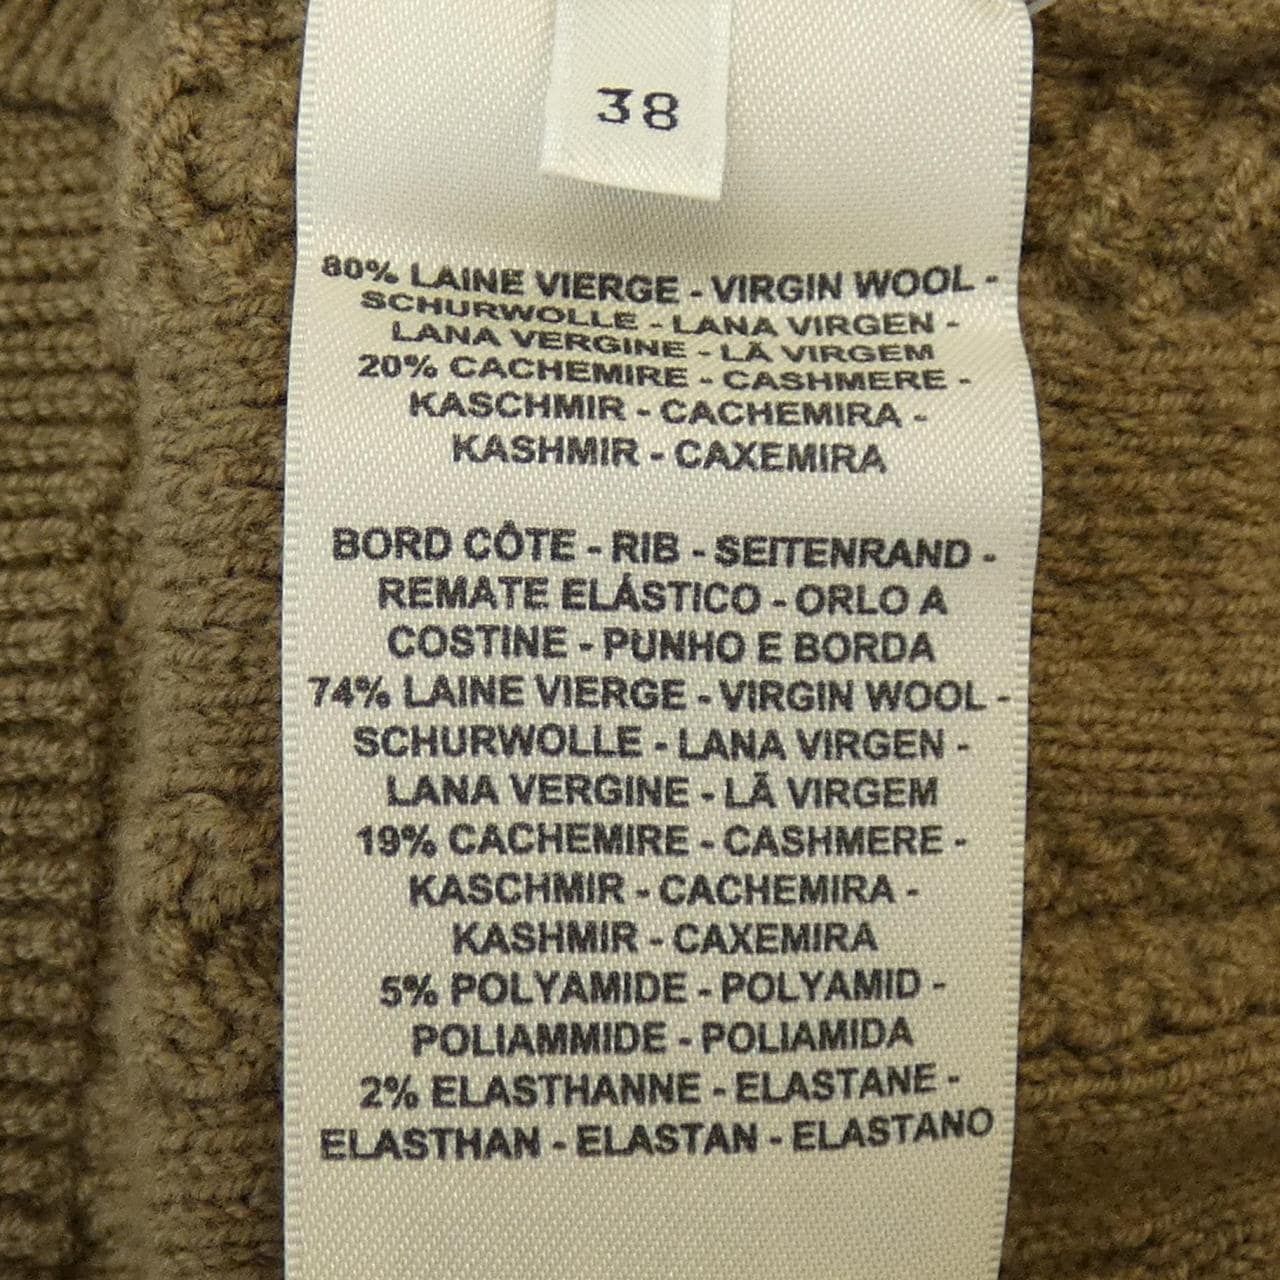 38
80% LAINE VIERGE - VIRGIN WOOL -
SCHURWOLLE - LANA VIRGEN -
LANA VERGINE - LÃ VIRGEM
20% CACHEMIRE - CASHMERE -
KASCHMIR - CACHEMIRA -
KASHMIR - CAXEMIRA
BORD CÔTE - RIB - SEITENRAND -
REMATE ELÁSTICO - ORLO A
COSTINE - PUNHO E BORDA
74% LAINE VIERGE - VIRGIN WOOL -
SCHURWOLLE - LANA VIRGEN -
LANA VERGINE - LÃ VIRGEM
19% CACHEMIRE - CASHMERE -
KASCHMIR - CACHEMIRA -
KASHMIR - CAXEMIRA
5% POLYAMIDE - POLYAMID -
POLIAMMIDE - POLIAMIDA
2% ELASTHANNE - ELASTANE -
ELASTHAN - ELASTAN - ELASTANO